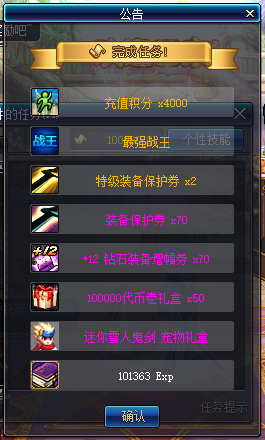 公告
完成任务!
充值积分 x4000
战王
最强战王
个性技能
特级装备保护券 x2
装备保护券 x70
+12
+12 钻石装备增幅券 x70
100000代币卷礼盒 x50
迷你雷人鬼剑 宠物礼盒
101363 Exp
任务提示
确认